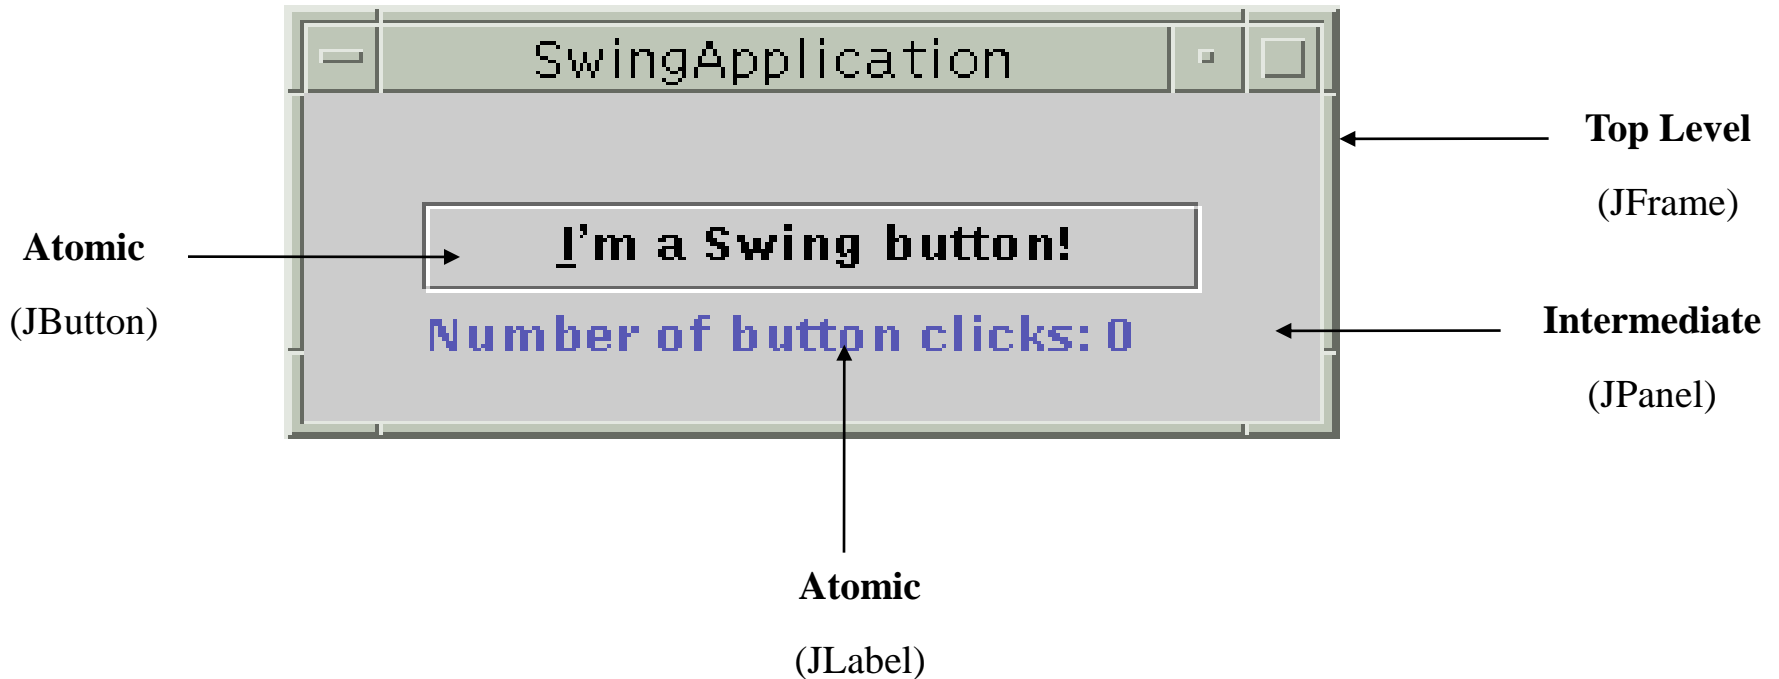 SwingApplication
Top Level
(JFrame)
I'm a Swing button!
Atomic
(JButton)
Number of button clicks: 0
Intermediate
(JPanel)
Atomic
(JLabel)